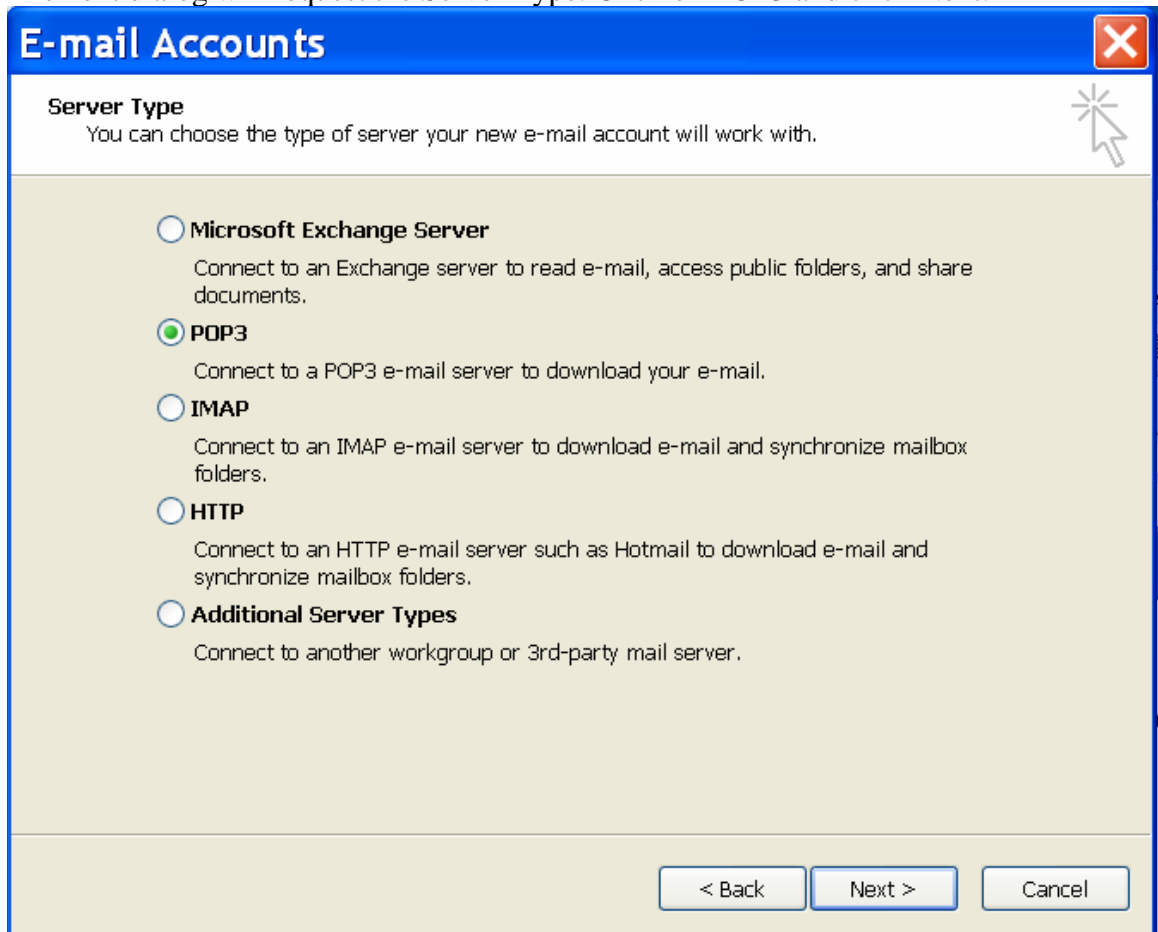 E-mail Accounts
Server Type
You can choose the type of server your new e-mail account will work with.
Microsoft Exchange Server
Connect to an Exchange server to read e-mail, access public folders, and share
documents.
POP3
Connect to a POP3 e-mail server to download your e-mail.
IMAP
Connect to an IMAP e-mail server to download e-mail and synchronize mailbox
folders.
HTTP
Connect to an HTTP e-mail server such as Hotmail to download e-mail and
synchronize mailbox folders.
Additional Server Types
Connect to another workgroup or 3rd-party mail server.
< Back Next > Cancel